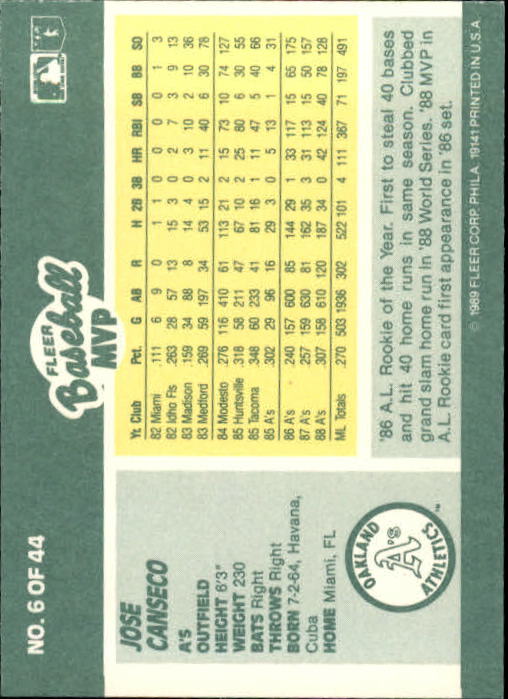 NO. 6 OF 44
FLEER
Baseball
MVP
JOSE
CANSECO
A'S
OUTFIELD
HEIGHT 6'3"
WEIGHT 230
BATS Right
THROWS Right
BORN 7-2-64, Havana,
Cuba
HOME Miami, FL
OAKLAND
A's
ATHLETICS
TM
Yr. Club Pct. G AB R H 2B 3B HR RBI SB BB SO
82 Miami .111 6 9 0 1 1 0 0 0 0 1 3
82 Idho Fls .263 28 57 13 15 3 0 2 7 3 9 13
83 Madison .159 34 88 8 14 4 0 3 10 2 10 36
83 Medford .269 59 197 34 53 15 2 11 40 6 30 78
84 Modesto .276 116 410 61 113 21 2 15 73 10 74 127
85 Huntsville .318 58 211 47 67 10 2 25 80 6 30 55
85 Tacoma .348 60 233 41 81 16 1 11 47 5 40 66
85 A's .302 29 96 16 29 3 0 5 13 1 4 31
86 A's .240 157 600 85 144 29 1 33 117 15 65 175
87 A's .257 159 630 81 162 35 3 31 113 15 50 157
88 A's .307 158 610 120 187 34 0 42 124 40 78 128
ML Totals .270 503 1936 302 522 101 4 111 367 71 197 491
'86 A.L. Rookie of the Year. First to steal 40 bases
and hit 40 home runs in same season. Clubbed
grand slam home run in '88 World Series. '88 MVP in
A.L. Rookie card first appearance in '86 set.
© 1989 FLEER CORP. PHILA. 19141 PRINTED IN U.S.A.